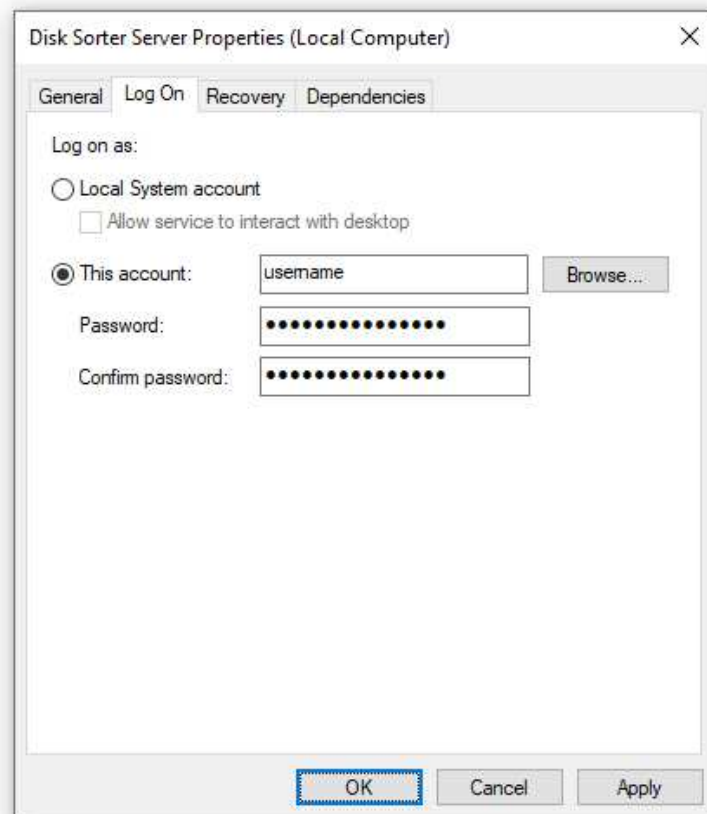 Disk Sorter Server Properties (Local Computer)
General Log On Recovery Dependencies
Log on as:
Local System account
Allow service to interact with desktop
This account: username Browse...
Password: •••••••••••••••
Confirm password: •••••••••••••••
OK Cancel Apply